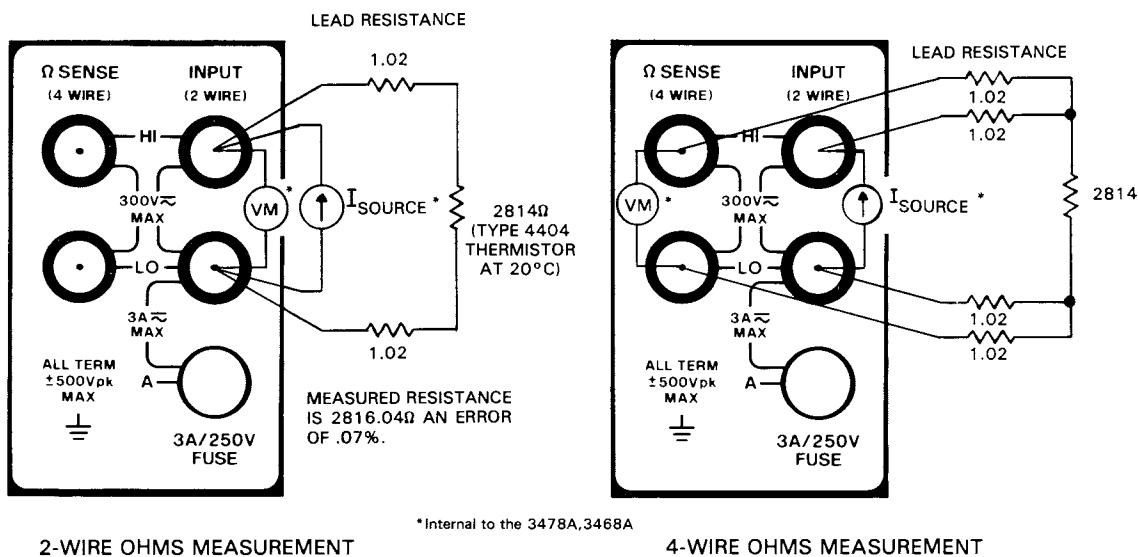 LEAD RESISTANCE
1.02
Ω SENSE
(4 WIRE)
INPUT
(2 WIRE)
HI
300V⎓
MAX
VM
*
I SOURCE *
2814Ω
(TYPE 4404
THERMISTOR
AT 20°C)
LO
3A⎓
MAX
1.02
ALL TERM
±500Vpk
MAX
A
3A/250V
FUSE
MEASURED RESISTANCE
IS 2816.04Ω AN ERROR
OF .07%.
2-WIRE OHMS MEASUREMENT
*Internal to the 3478A,3468A
LEAD RESISTANCE
1.02
1.02
Ω SENSE
(4 WIRE)
INPUT
(2 WIRE)
HI
300V⎓
MAX
VM
*
I SOURCE *
2814
LO
3A⎓
MAX
1.02
1.02
ALL TERM
±500Vpk
MAX
A
3A/250V
FUSE
4-WIRE OHMS MEASUREMENT